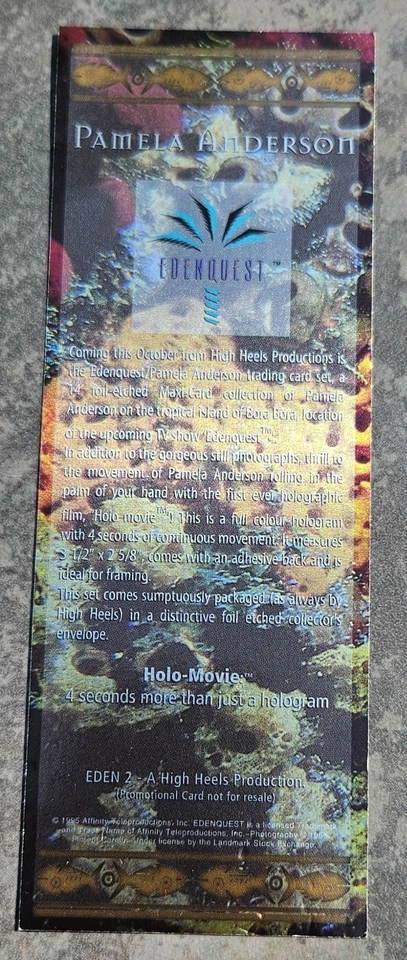 PAMELA ANDERSON
EDENQUEST ™
Coming this October from High Heels Productions is
the Edenquest/Pamela Anderson trading card set, a
14 foil-etched Maxi-Card collection of Pamela
Anderson on the tropical island of Bora Bora, location
of the upcoming TV show Edenquest™.
In addition to the gorgeous still photographs, thrill to
the movement of Pamela Anderson rolling in the
palm of your hand with the first ever holographic
film, 'Holo-movie™'! This is a full colour hologram
with 4 seconds of continuous movement. It measures
3 1/2" x 2 5/8", comes with an adhesive back and is
ideal for framing.
This set comes sumptuously packaged (as always by
High Heels) in a distinctive foil etched collector's
envelope.
Holo-Movie™
4 seconds more than just a hologram
EDEN 2 - A High Heels Production.
(Promotional Card not for resale)
© 1995 Affinity Teleproductions, Inc. EDENQUEST is a licensed Trademark
and Trade Name of Affinity Teleproductions, Inc.-Photography © 1995
Under license by the Landmark Stock Exchange.